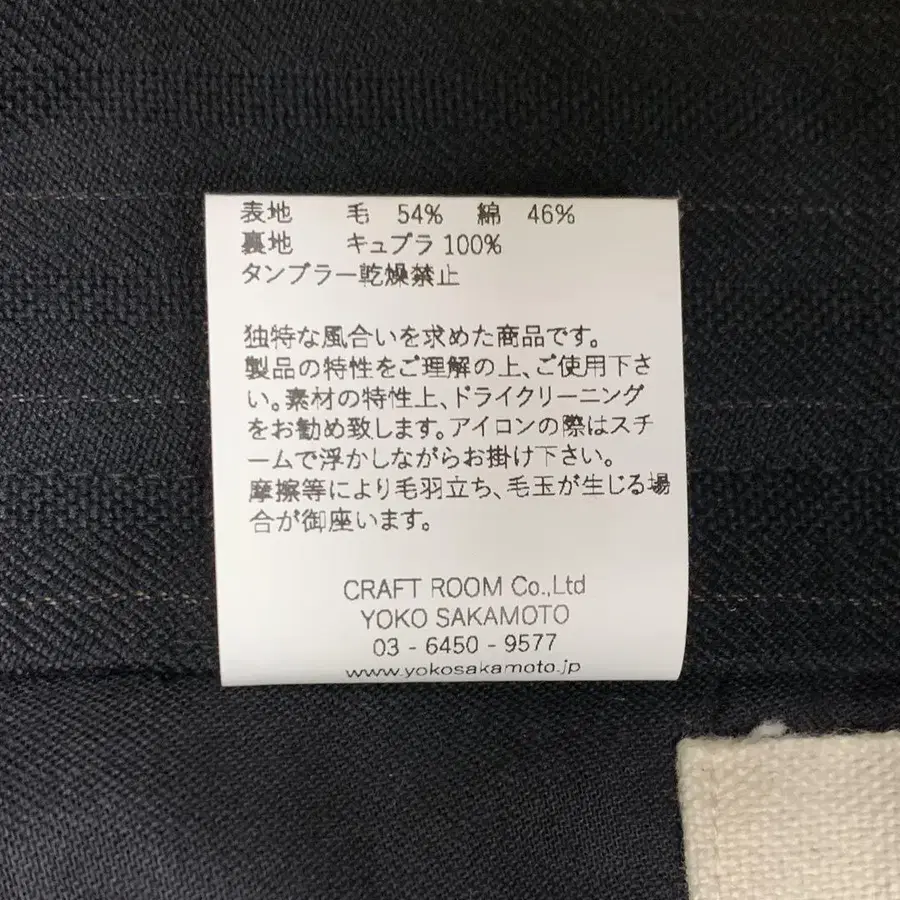 表地 毛 54% 綿 46%
裏地 キュプラ 100%
タンブラー乾燥禁止
独特な風合いを求めた商品です。
製品の特性をご理解の上、ご使用下さ
い。素材の特性上、ドライクリーニング
をお勧め致します。アイロンの際はスチ
ームで浮かしながらお掛け下さい。
摩擦等により毛羽立ち、毛玉が生じる場
合が御座います。
CRAFT ROOM Co.,Ltd
YOKO SAKAMOTO
03 - 6450 - 9577
www.yokosakamoto.jp